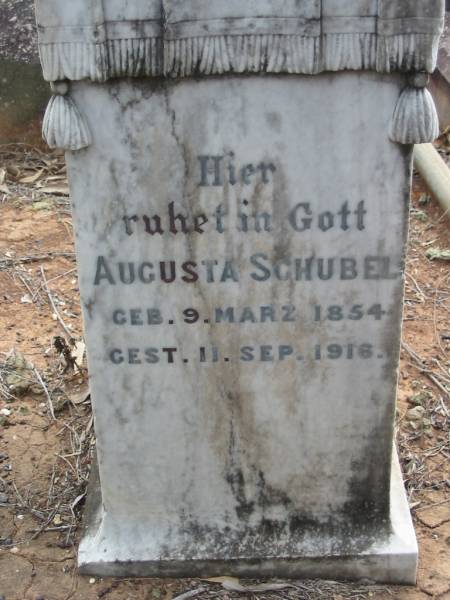 Hier
ruhet in Gott
AUGUSTA SCHUBEL
GEB. 9. MARZ 1854
GEST. 11. SEP. 1916.